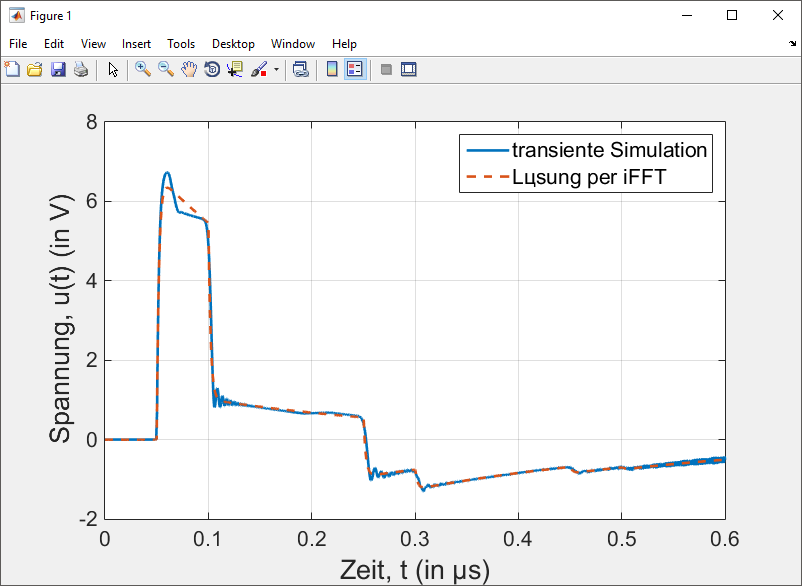 Figure 1
File Edit View Insert Tools Desktop Window Help
8
6
4
2
0
-2
Spannung, u(t) (in V)
transiente Simulation
Lцsung per iFFT
0 0.1 0.2 0.3 0.4 0.5 0.6
Zeit, t (in µs)